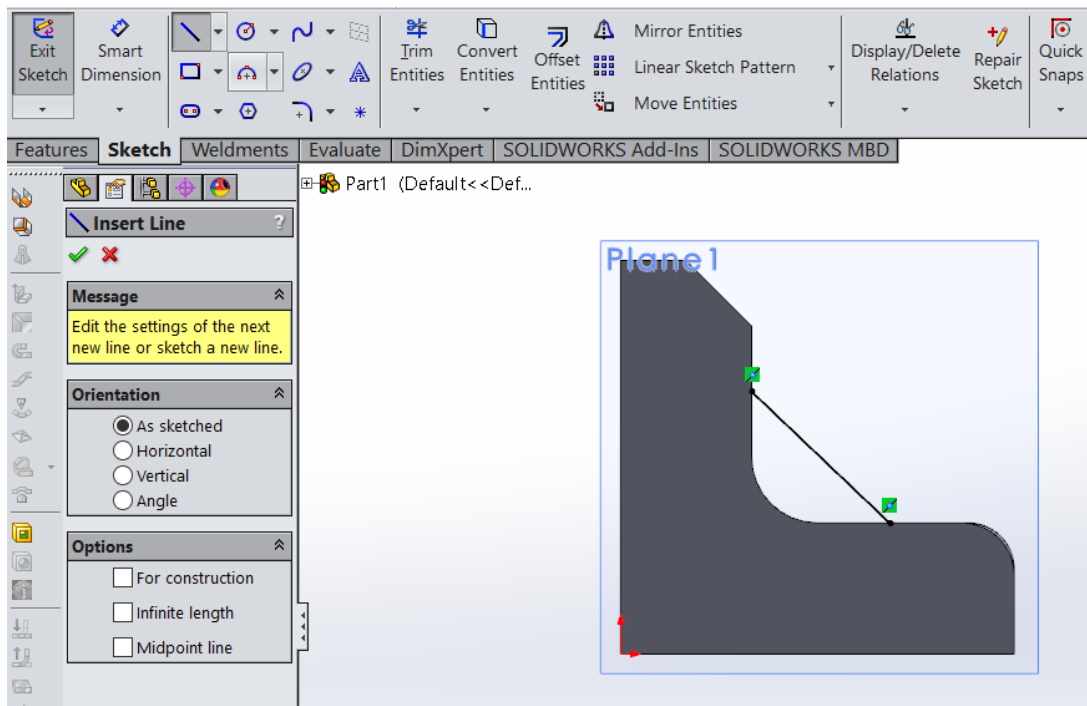 Exit Sketch
Smart Dimension
Trim Entities
Convert Entities
Offset Entities
Mirror Entities
Linear Sketch Pattern
Move Entities
Display/Delete Relations
Repair Sketch
Quick Snaps
Features Sketch Weldments Evaluate DimXpert SOLIDWORKS Add-Ins SOLIDWORKS MBD
Part1 (Default<<Def...
Insert Line ?
Message
Edit the settings of the next
new line or sketch a new line.
Orientation
As sketched
Horizontal
Vertical
Angle
Options
For construction
Infinite length
Midpoint line
Plane1